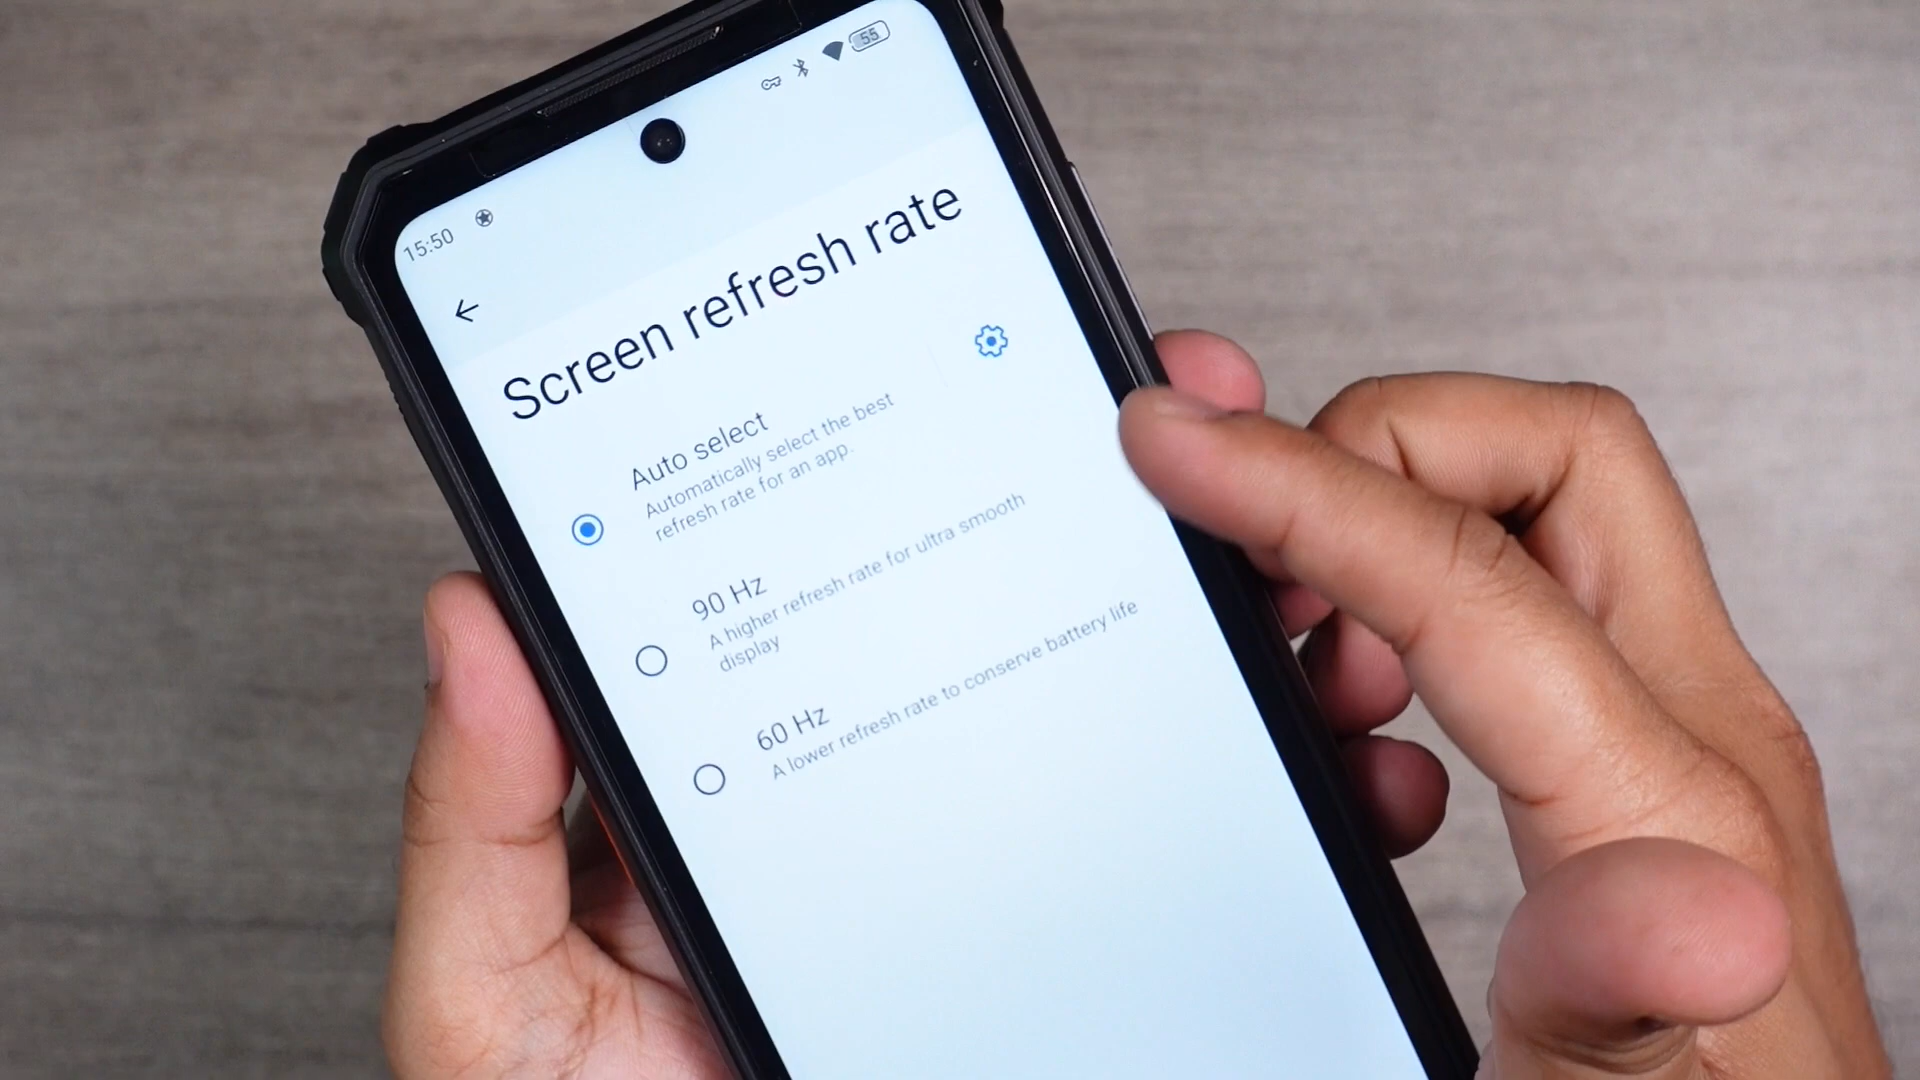 15:50
55
Screen refresh rate
Auto select
Automatically select the best
refresh rate for an app.
90 Hz
A higher refresh rate for ultra smooth
display
60 Hz
A lower refresh rate to conserve battery life